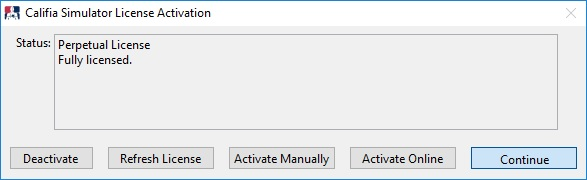 Califia Simulator License Activation
Status:
Perpetual License
Fully licensed.
Deactivate
Refresh License
Activate Manually
Activate Online
Continue